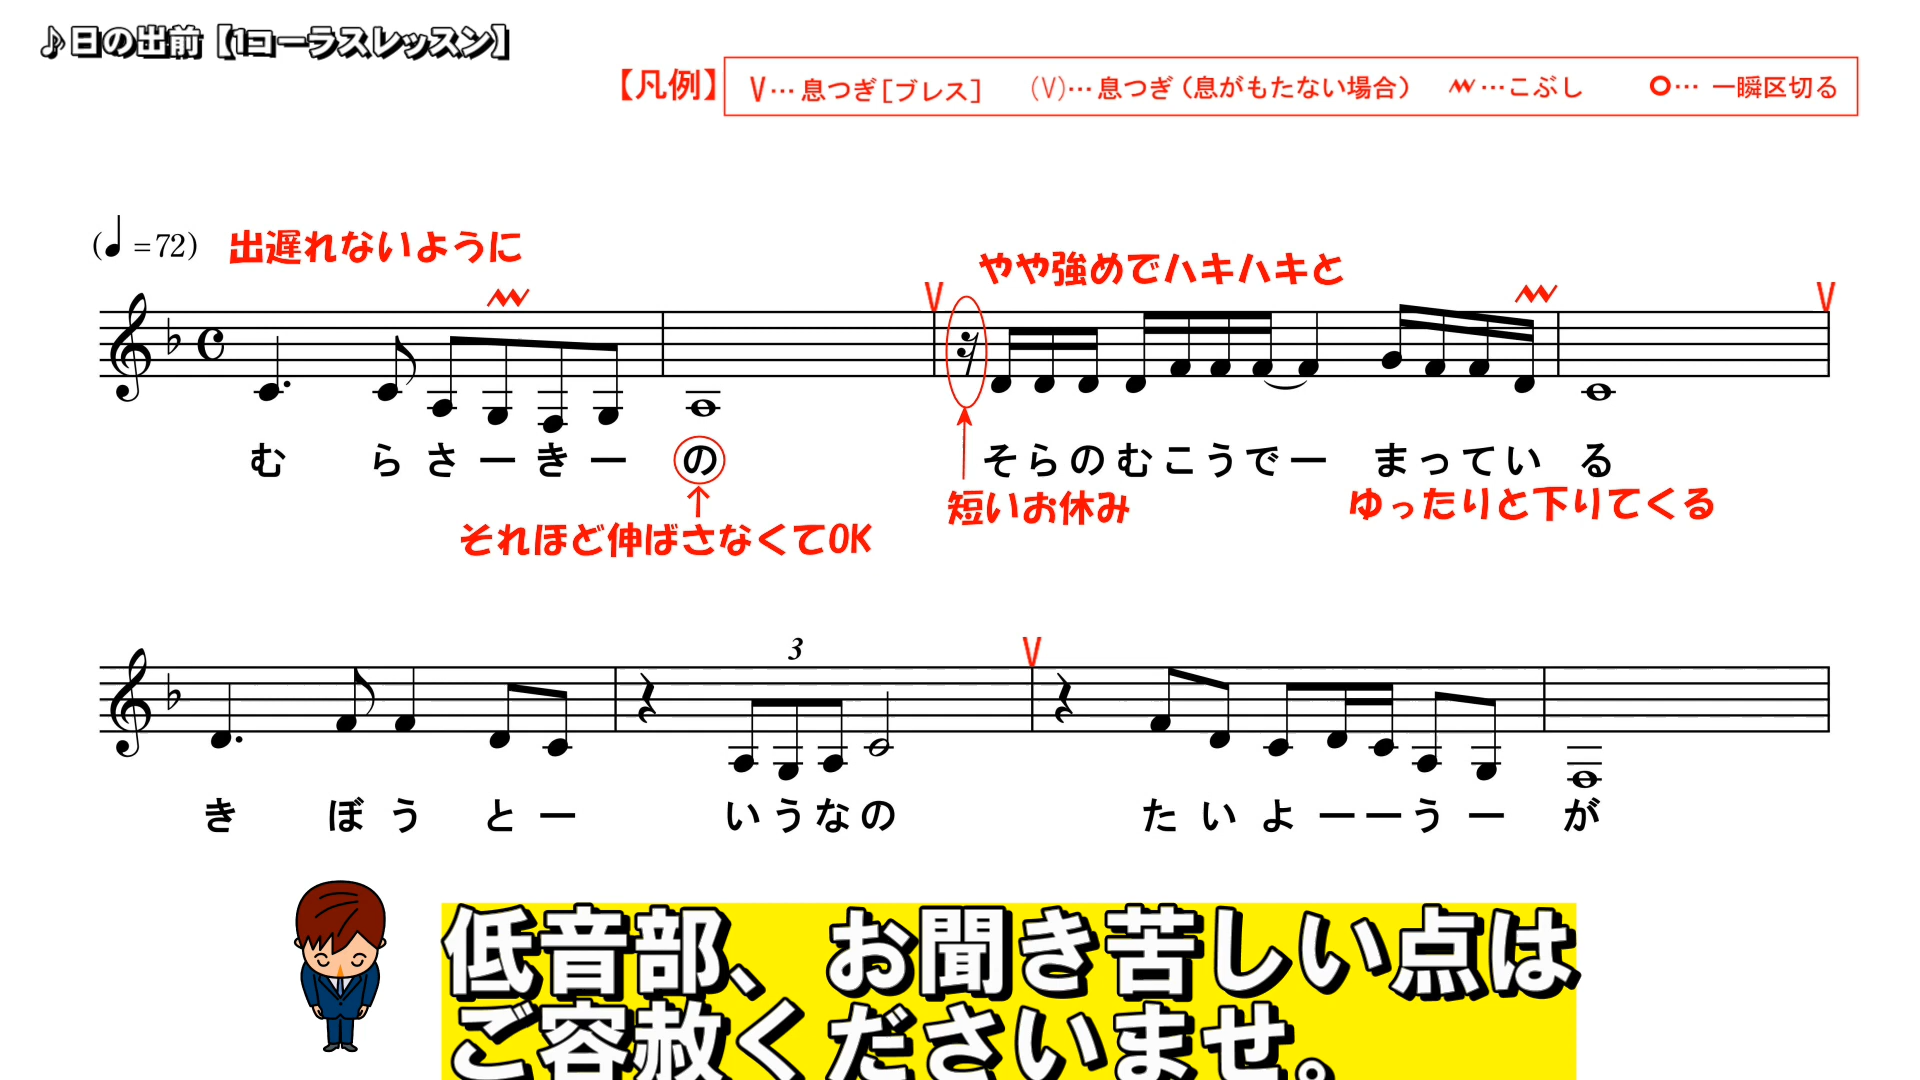 ♪日の出前【1コーラスレッスン】
【凡例】 V…息つぎ[ブレス] (V)…息つぎ(息がもたない場合) …こぶし …一瞬区切る
(♩=72) 出遅れないように
やや強めでハキハキと
む ら さ ー き ー の そ ら の む こ う で ー ま っ て い る
短いお休み ゆったりと下りてくる
それほど伸ばさなくてOK
3
き ぼ う と ー い う な の た い よ ー ー う ー が
低音部、お聞き苦しい点は
ご容赦くださいませ。